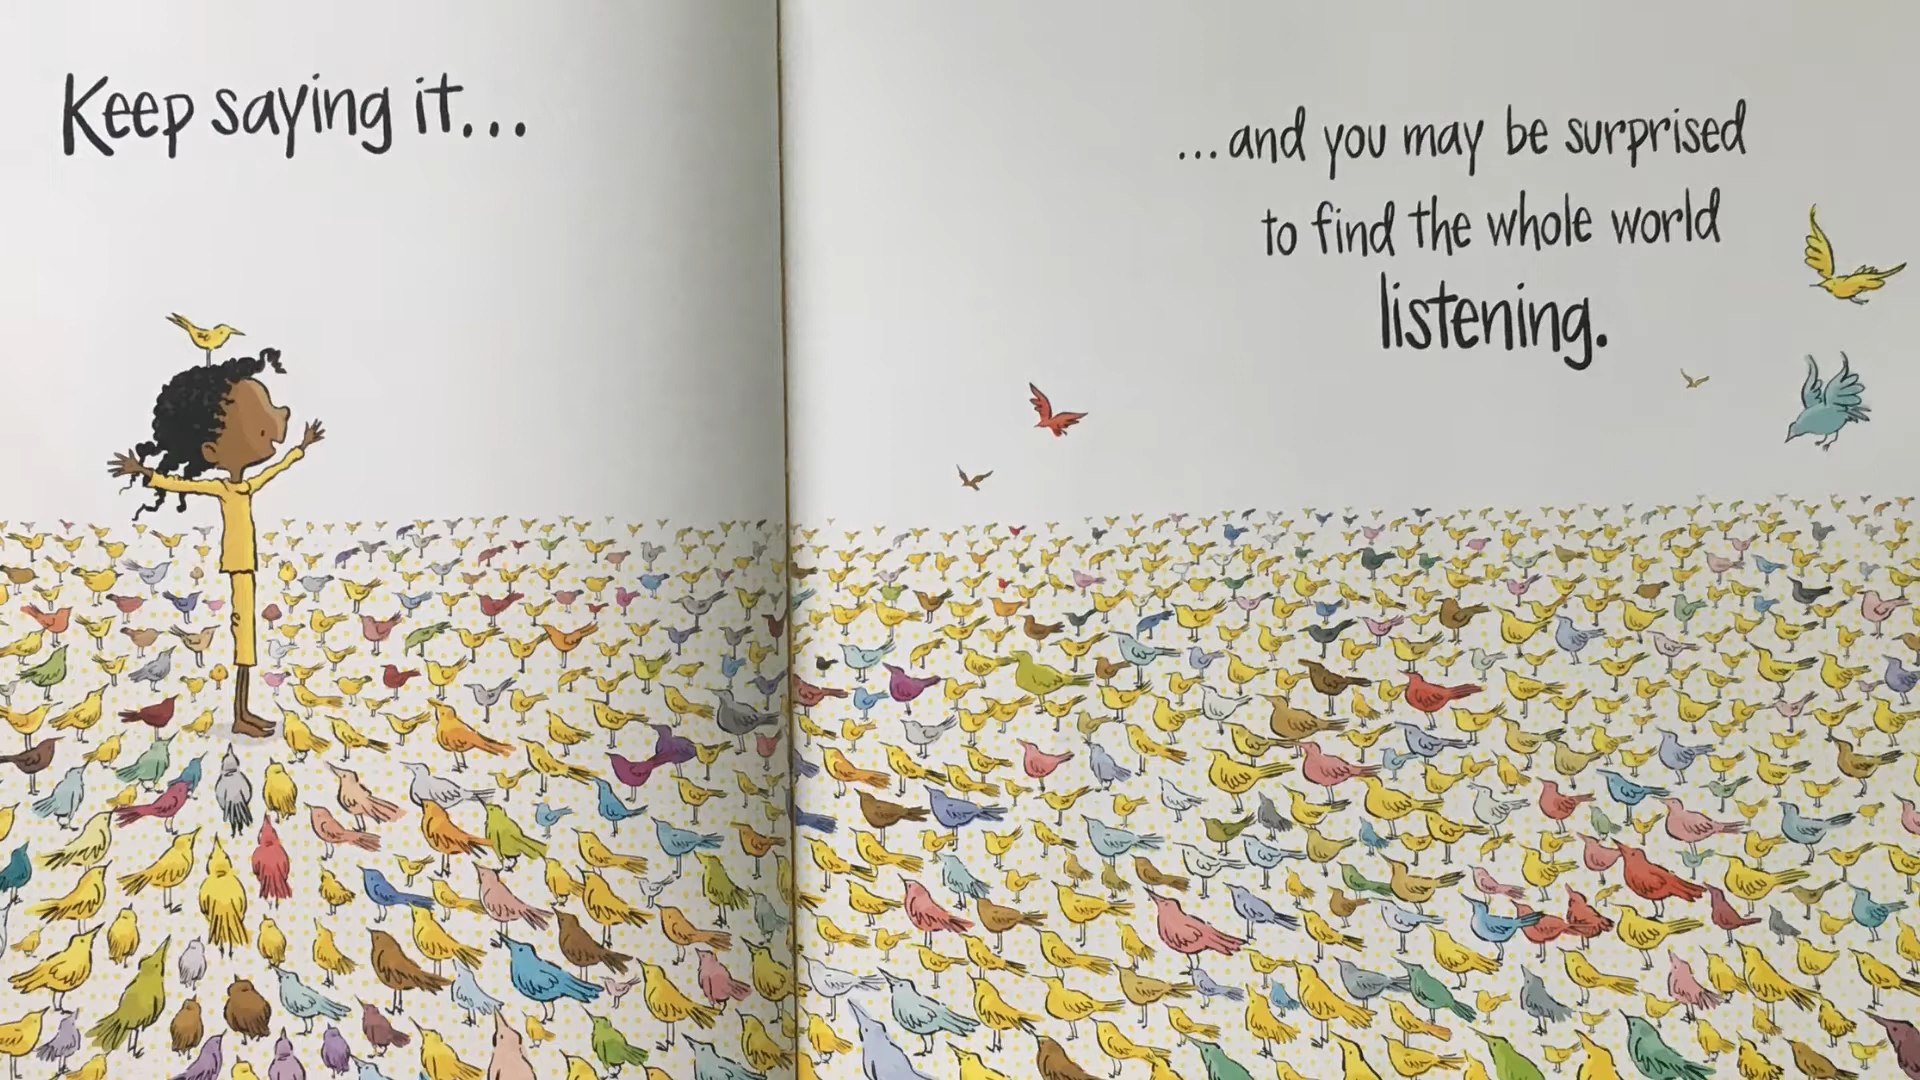 Keep saying it...
...and you may be surprised
to find the whole world
listening.